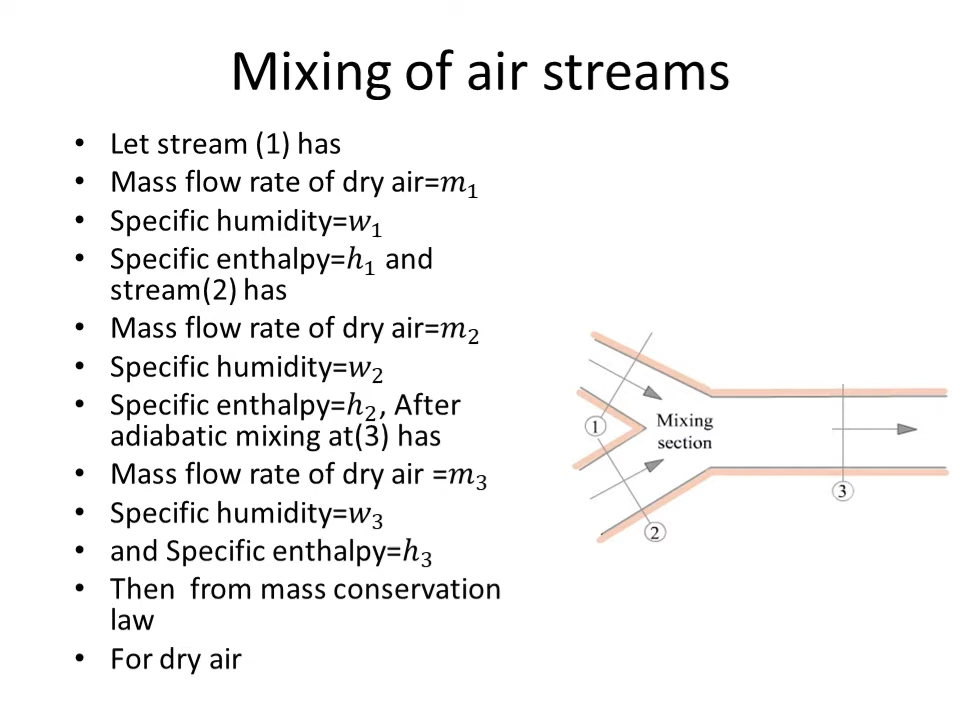 Mixing of air streams
• Let stream (1) has
• Mass flow rate of dry air=𝑚₁
• Specific humidity=𝑤₁
• Specific enthalpy=ℎ₁ and
stream(2) has
• Mass flow rate of dry air=𝑚₂
• Specific humidity=𝑤₂
• Specific enthalpy=ℎ₂, After
adiabatic mixing at(3) has
• Mass flow rate of dry air =𝑚₃
• Specific humidity=𝑤₃
• and Specific enthalpy=ℎ₃
• Then  from mass conservation
law
• For dry air
1
Mixing
section
2
3